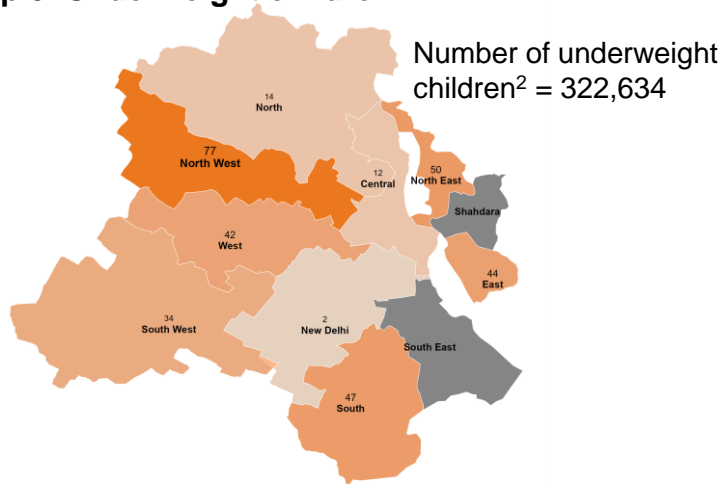 Number of underweight
children² = 322,634
14
North
77
North West
12
Central
50
North East
Shahdara
42
West
44
East
34
South West
2
New Delhi
South East
47
South